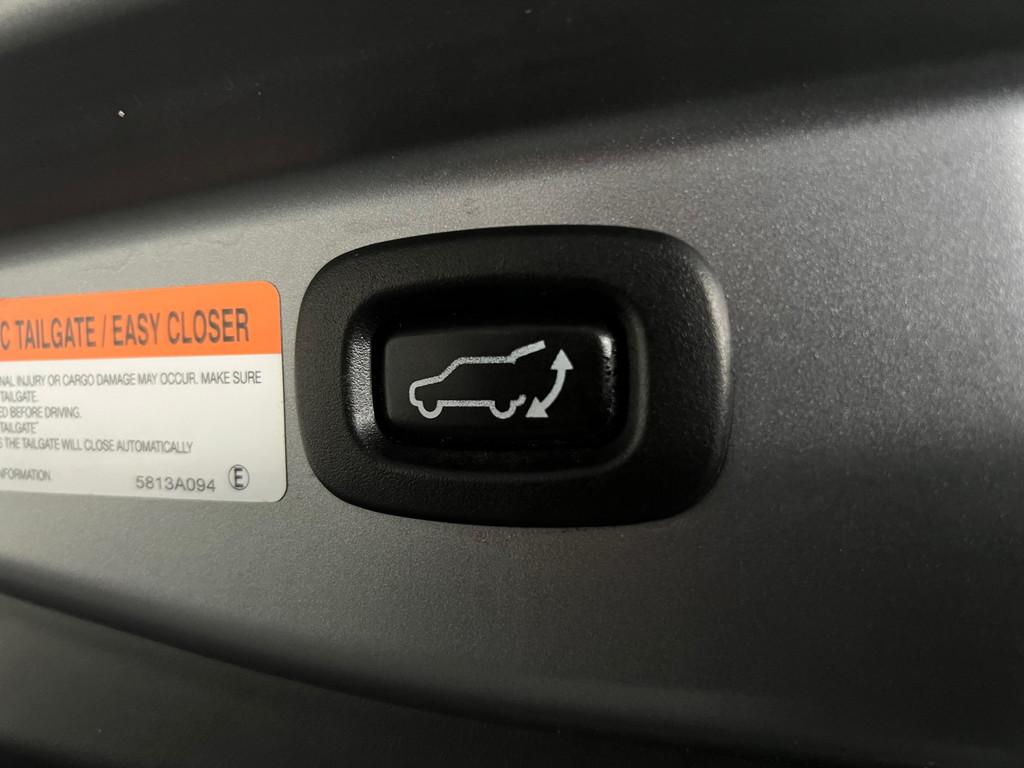 C TAILGATE / EASY CLOSER
NAL INJURY OR CARGO DAMAGE MAY OCCUR. MAKE SURE
TAILGATE.
ED BEFORE DRIVING.
TAILGATE
S THE TAILGATE WILL CLOSE AUTOMATICALLY
NFORMATION.
5813A094 E